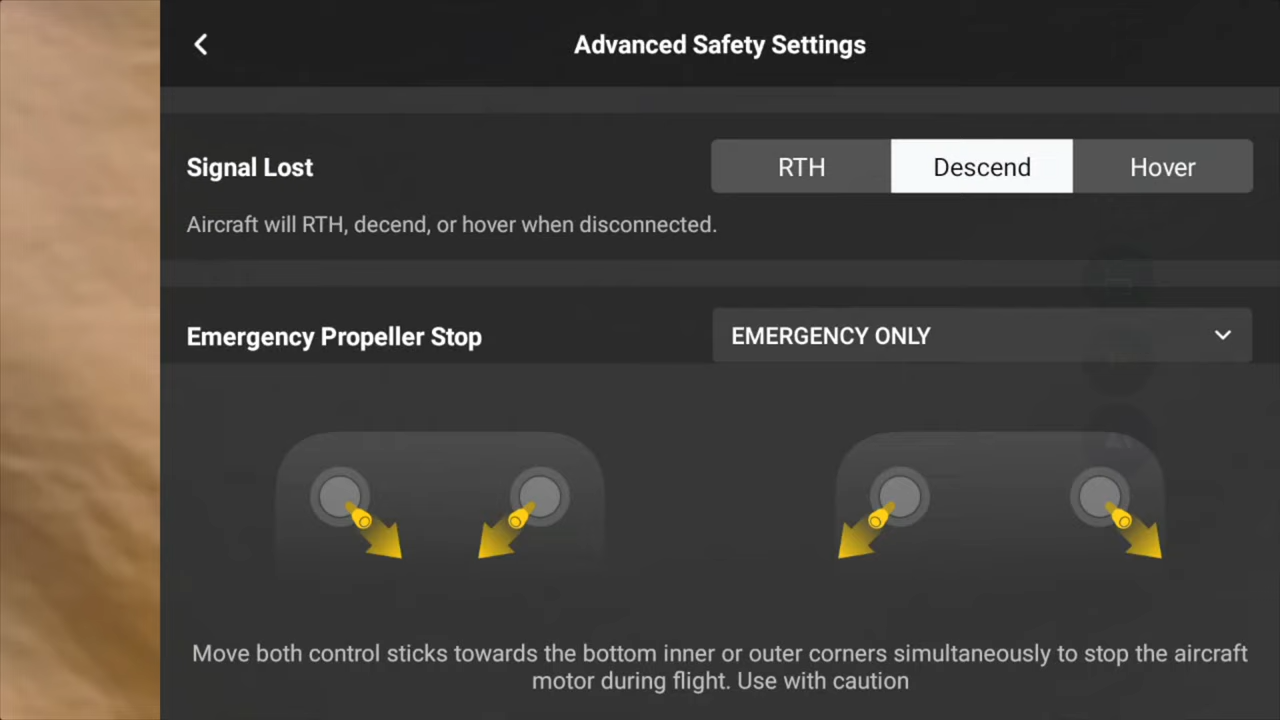 Advanced Safety Settings
Signal Lost
RTH
Descend
Hover
Aircraft will RTH, decend, or hover when disconnected.
Emergency Propeller Stop
EMERGENCY ONLY
Move both control sticks towards the bottom inner or outer corners simultaneously to stop the aircraft
motor during flight. Use with caution